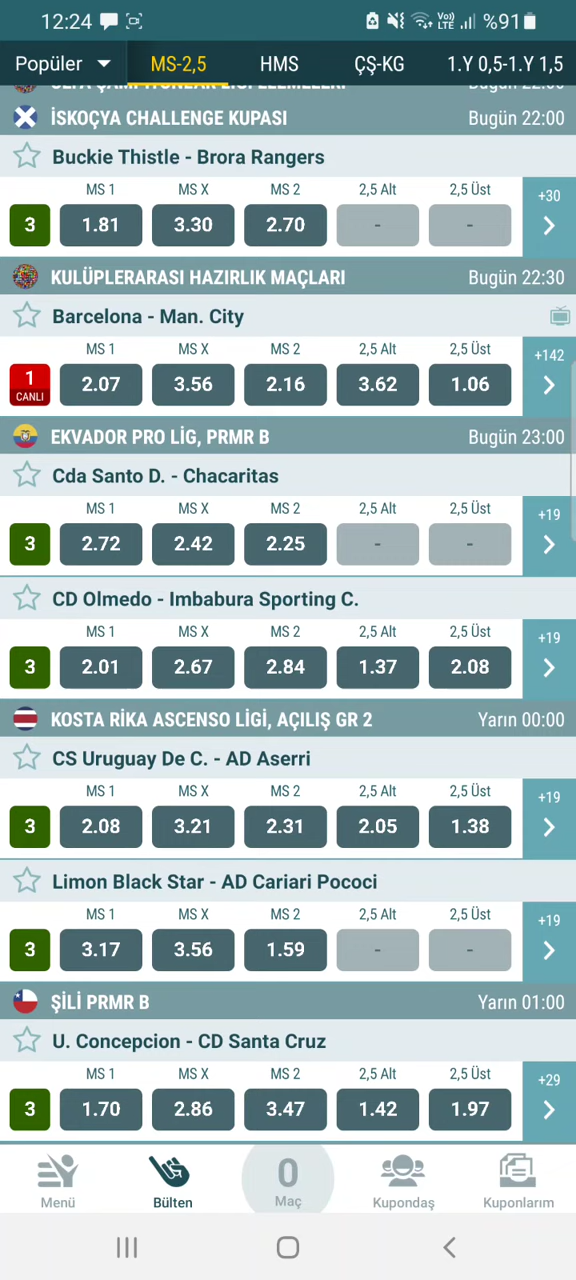 12:24 Vo)) LTE %91
Popüler MS-2,5 HMS ÇŞ-KG 1.Y 0,5-1.Y 1,5
UEFA ŞAMPİYONLAR LİGİ ELEMELERİ Bugün 22:00
İSKOÇYA CHALLENGE KUPASI Bugün 22:00
Buckie Thistle - Brora Rangers
MS 1 MS X MS 2 2,5 Alt 2,5 Üst +30
3 1.81 3.30 2.70 - -
KULÜPLERARASI HAZIRLIK MAÇLARI Bugün 22:30
Barcelona - Man. City
MS 1 MS X MS 2 2,5 Alt 2,5 Üst +142
1 2.07 3.56 2.16 3.62 1.06
CANLI
EKVADOR PRO LİG, PRMR B Bugün 23:00
Cda Santo D. - Chacaritas
MS 1 MS X MS 2 2,5 Alt 2,5 Üst +19
3 2.72 2.42 2.25 - -
CD Olmedo - Imbabura Sporting C.
MS 1 MS X MS 2 2,5 Alt 2,5 Üst +19
3 2.01 2.67 2.84 1.37 2.08
KOSTA RİKA ASCENSO LİGİ, AÇILIŞ GR 2 Yarın 00:00
CS Uruguay De C. - AD Aserri
MS 1 MS X MS 2 2,5 Alt 2,5 Üst +19
3 2.08 3.21 2.31 2.05 1.38
Limon Black Star - AD Cariari Pococi
MS 1 MS X MS 2 2,5 Alt 2,5 Üst +19
3 3.17 3.56 1.59 - -
ŞİLİ PRMR B Yarın 01:00
U. Concepcion - CD Santa Cruz
MS 1 MS X MS 2 2,5 Alt 2,5 Üst +29
3 1.70 2.86 3.47 1.42 1.97
0
Menü Bülten Maç Kupondaş Kuponlarım